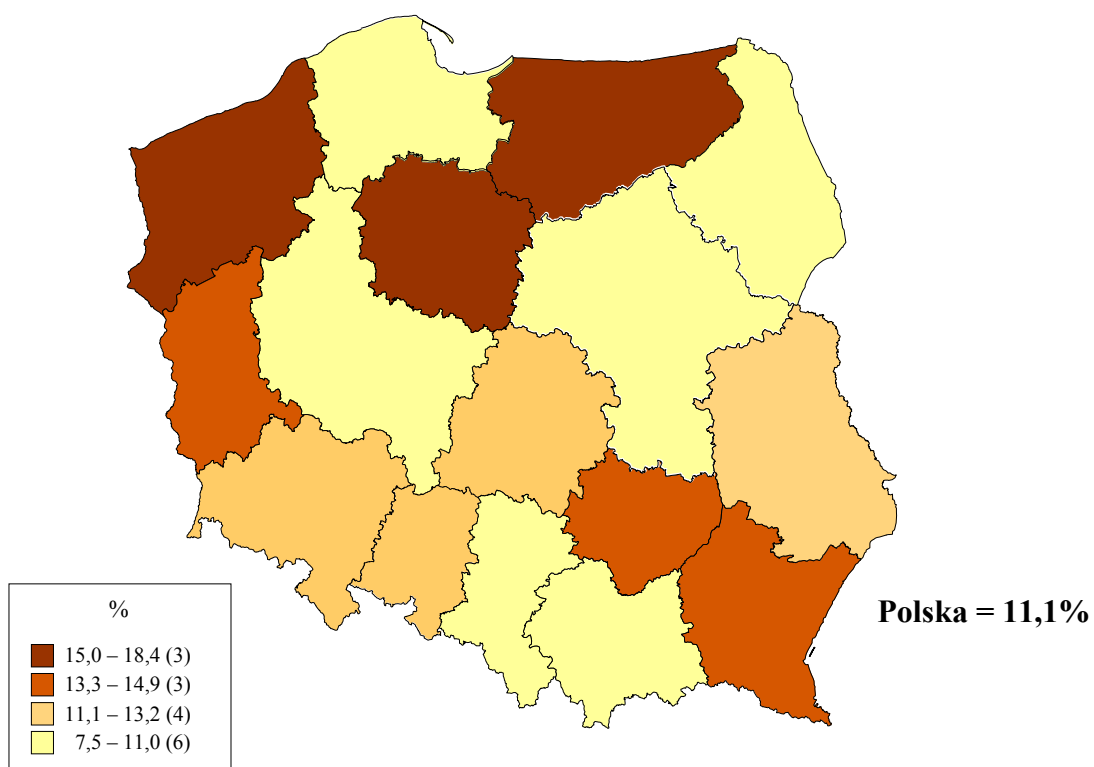 Polska = 11,1%
%
15,0 – 18,4 (3)
13,3 – 14,9 (3)
11,1 – 13,2 (4)
7,5 – 11,0 (6)